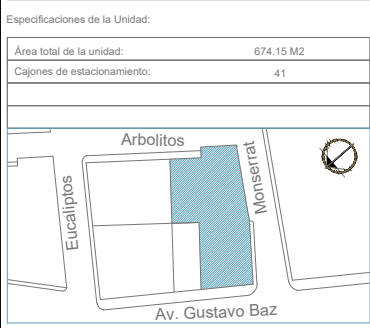 Especificaciones de la Unidad:
Área total de la unidad: 674.15 M2
Cajones de estacionamiento: 41
Arbolitos
Monserrat
Eucaliptos
Av. Gustavo Baz